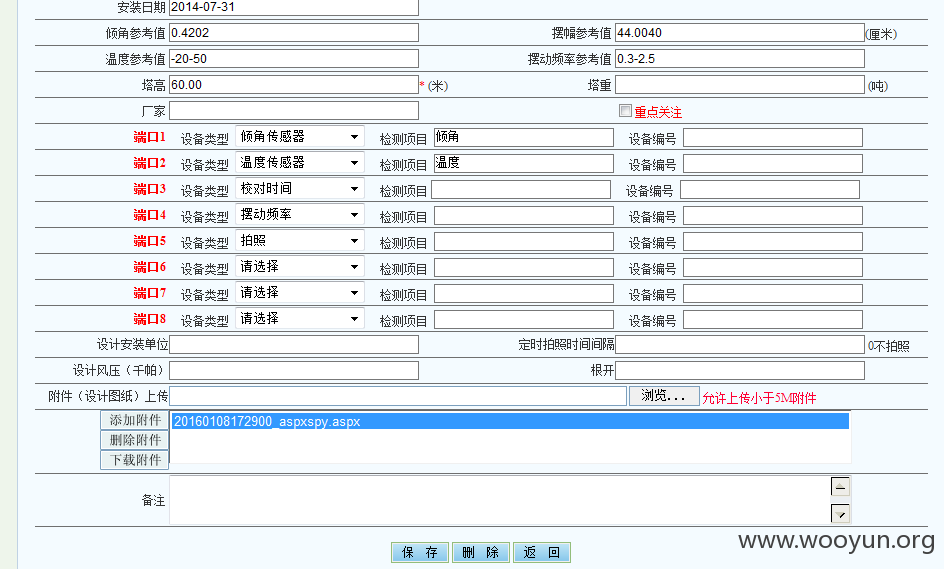 安装日期 2014-07-31
倾角参考值 0.4202 摆幅参考值 44.0040 (厘米)
温度参考值 -20-50 摆动频率参考值 0.3-2.5
塔高 60.00 * (米) 塔重 (吨)
厂家 重点关注
端口1 设备类型 倾角传感器 检测项目 倾角 设备编号
端口2 设备类型 温度传感器 检测项目 温度 设备编号
端口3 设备类型 校对时间 检测项目 设备编号
端口4 设备类型 摆动频率 检测项目 设备编号
端口5 设备类型 拍照 检测项目 设备编号
端口6 设备类型 请选择 检测项目 设备编号
端口7 设备类型 请选择 检测项目 设备编号
端口8 设备类型 请选择 检测项目 设备编号
设计安装单位 定时拍照时间间隔 0不拍照
设计风压（千帕） 根开
附件（设计图纸）上传 浏览... 允许上传小于5M附件
添加附件 20160108172900_aspxspy.aspx
删除附件
下载附件
备注
保 存 删 除 返 回
www.wooyun.org